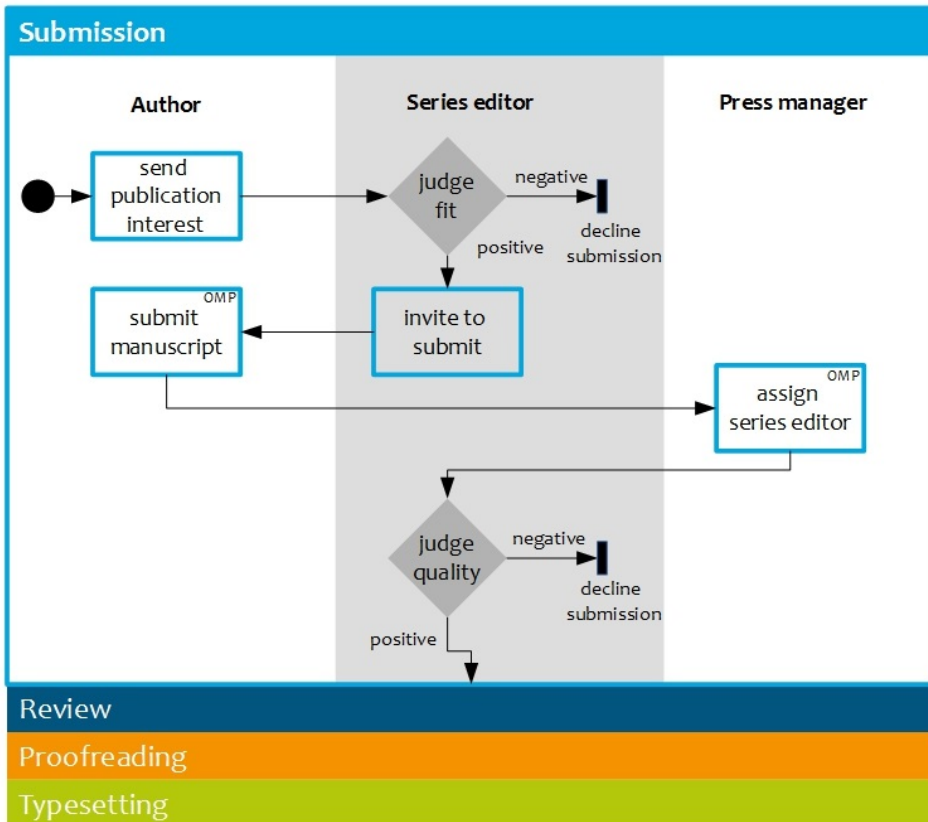 Submission
Author
Series editor
Press manager
send
publication
interest
judge
fit
negative
decline
submission
positive
OMP
submit
manuscript
invite to
submit
OMP
assign
series editor
judge
quality
negative
decline
submission
positive
Review
Proofreading
Typesetting